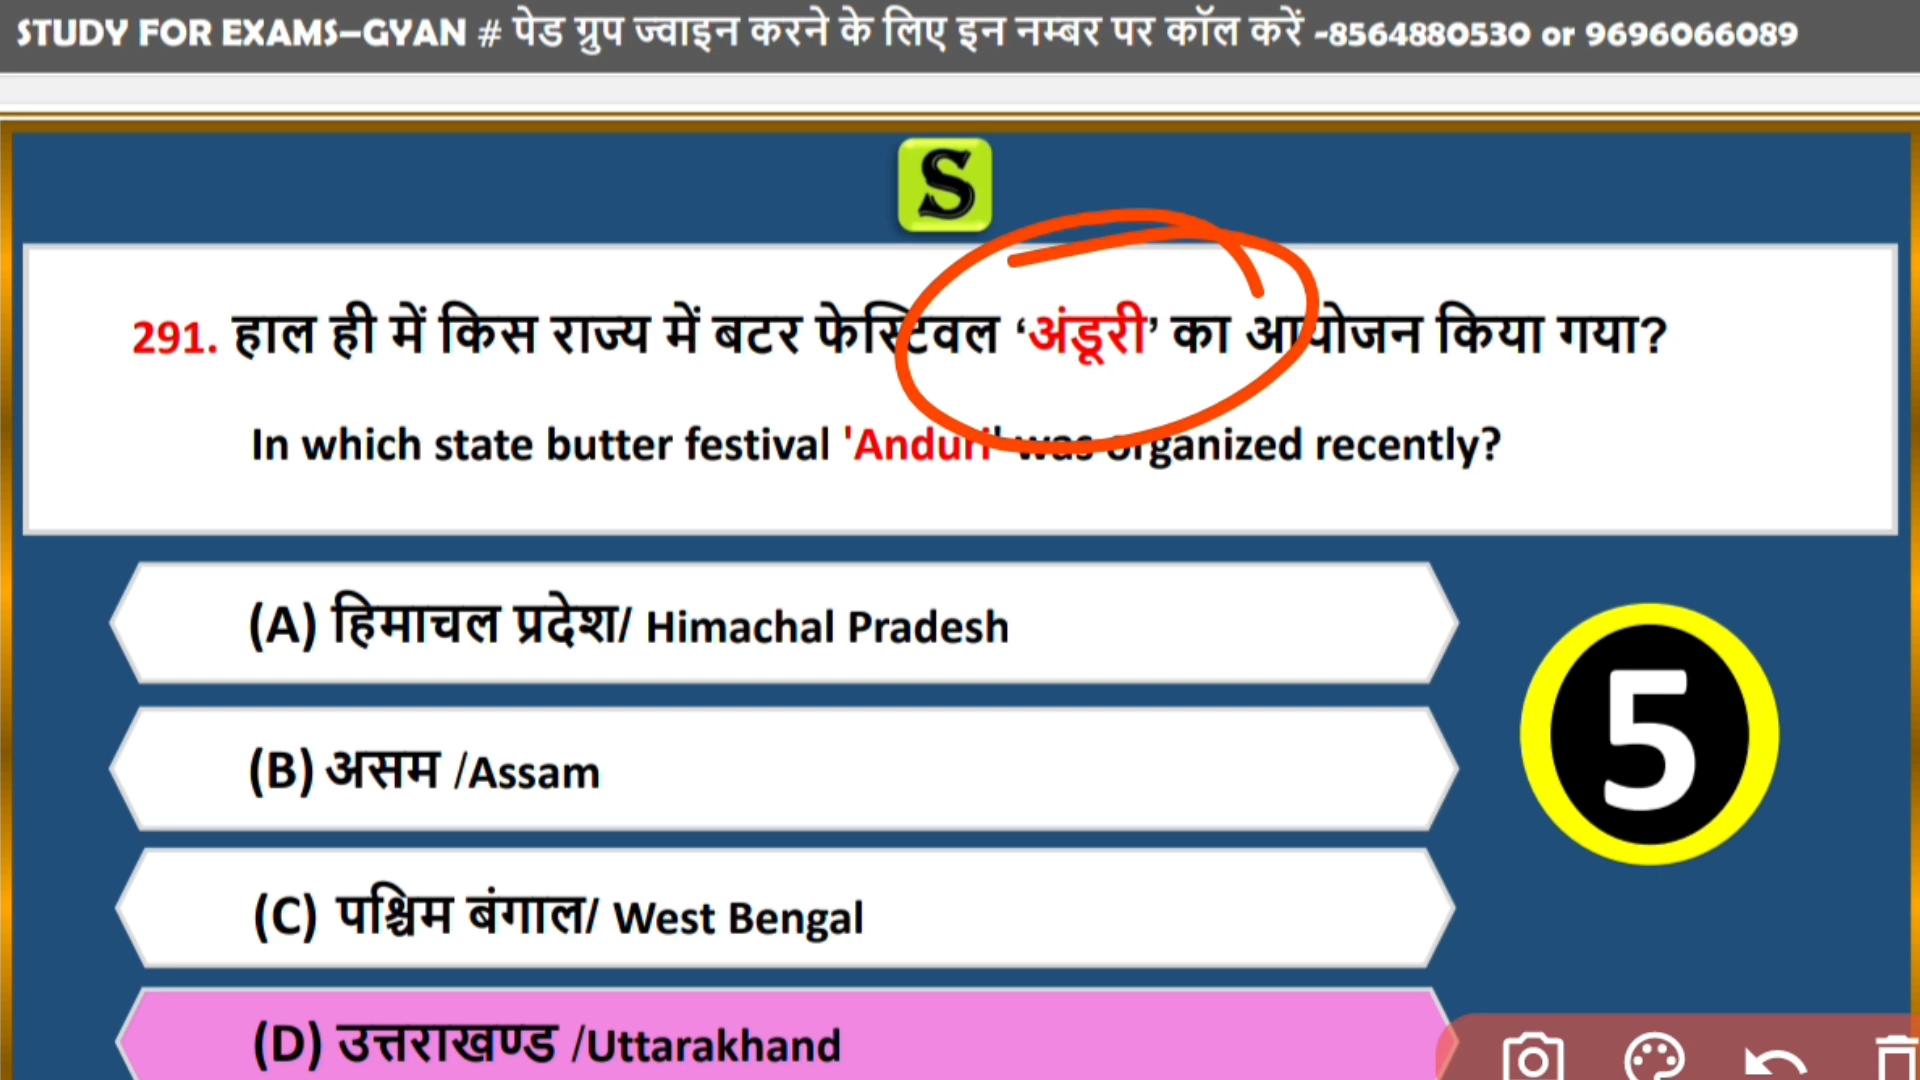 STUDY FOR EXAMS–GYAN # पेड ग्रुप ज्वाइन करने के लिए इन नम्बर पर कॉल करें -8564880530 or 9696066089
S
291. हाल ही में किस राज्य में बटर फेस्टिवल ‘अंडूरी’ का आयोजन किया गया?
In which state butter festival 'Anduri' was organized recently?
(A) हिमाचल प्रदेश/ Himachal Pradesh
(B) असम /Assam
5
(C) पश्चिम बंगाल/ West Bengal
(D) उत्तराखण्ड /Uttarakhand